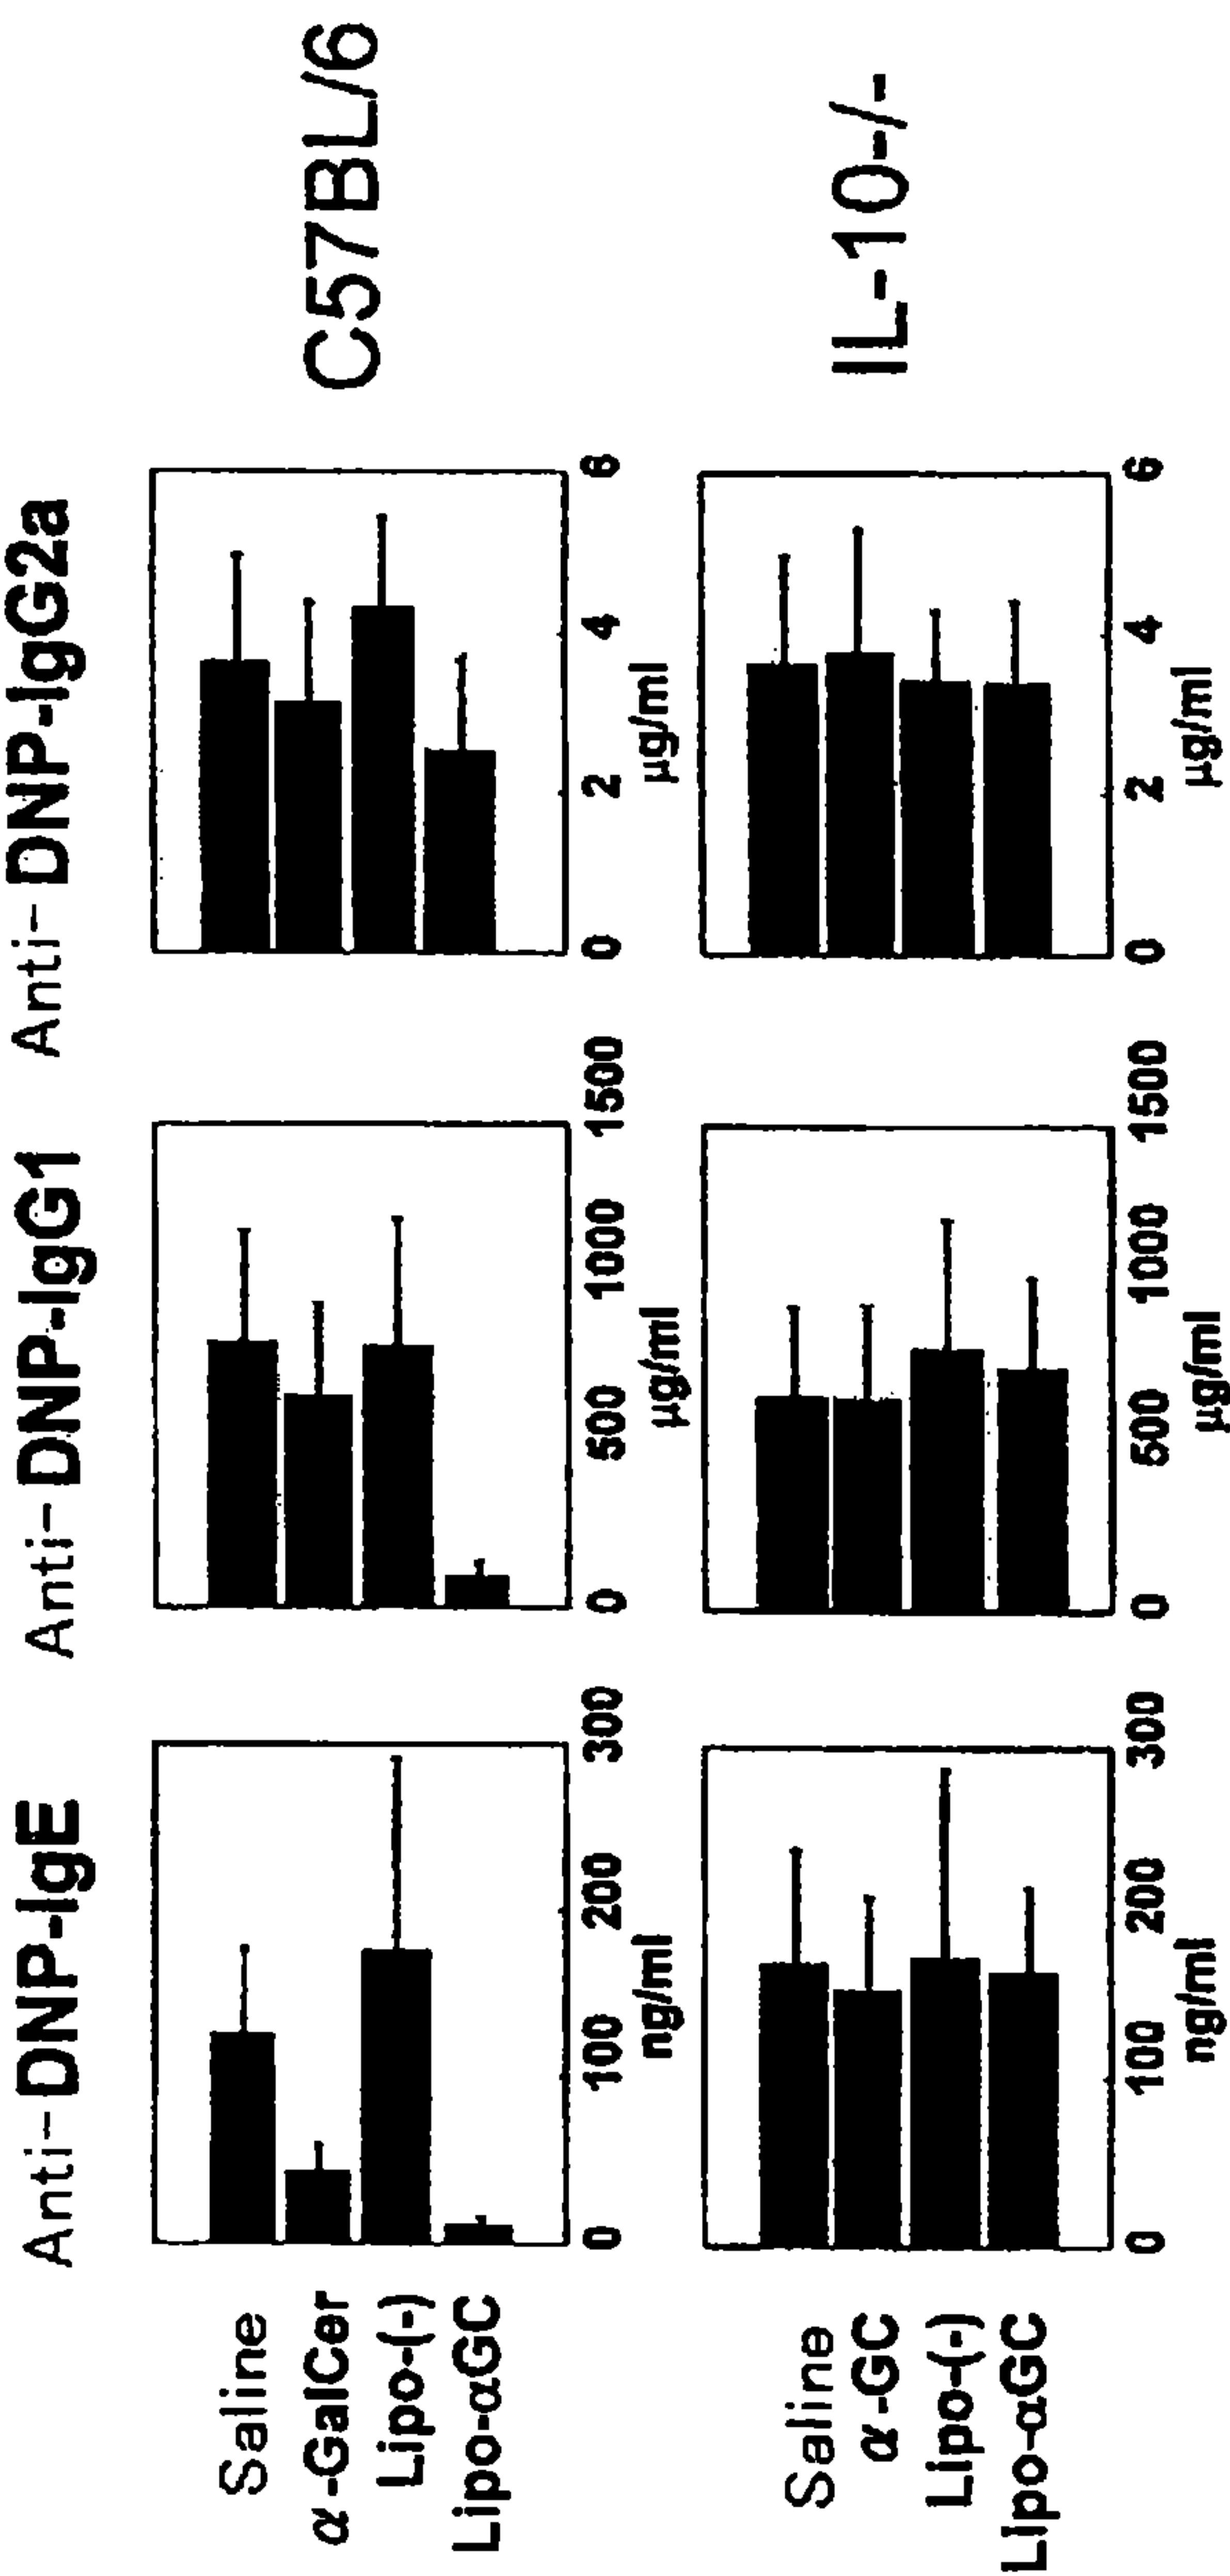 Anti-DNP-IgE
Anti-DNP-IgG1
Anti-DNP-IgG2a
Saline
α-GalCer
Lipo-(-)
Lipo-αGC
0 100 200 300
ng/ml
0 500 1000 1500
µg/ml
0 2 4 6
µg/ml
C57BL/6
Saline
α-GC
Lipo-(-)
Lipo-αGC
0 100 200 300
ng/ml
0 500 1000 1500
µg/ml
0 2 4 6
µg/ml
IL-10-/-